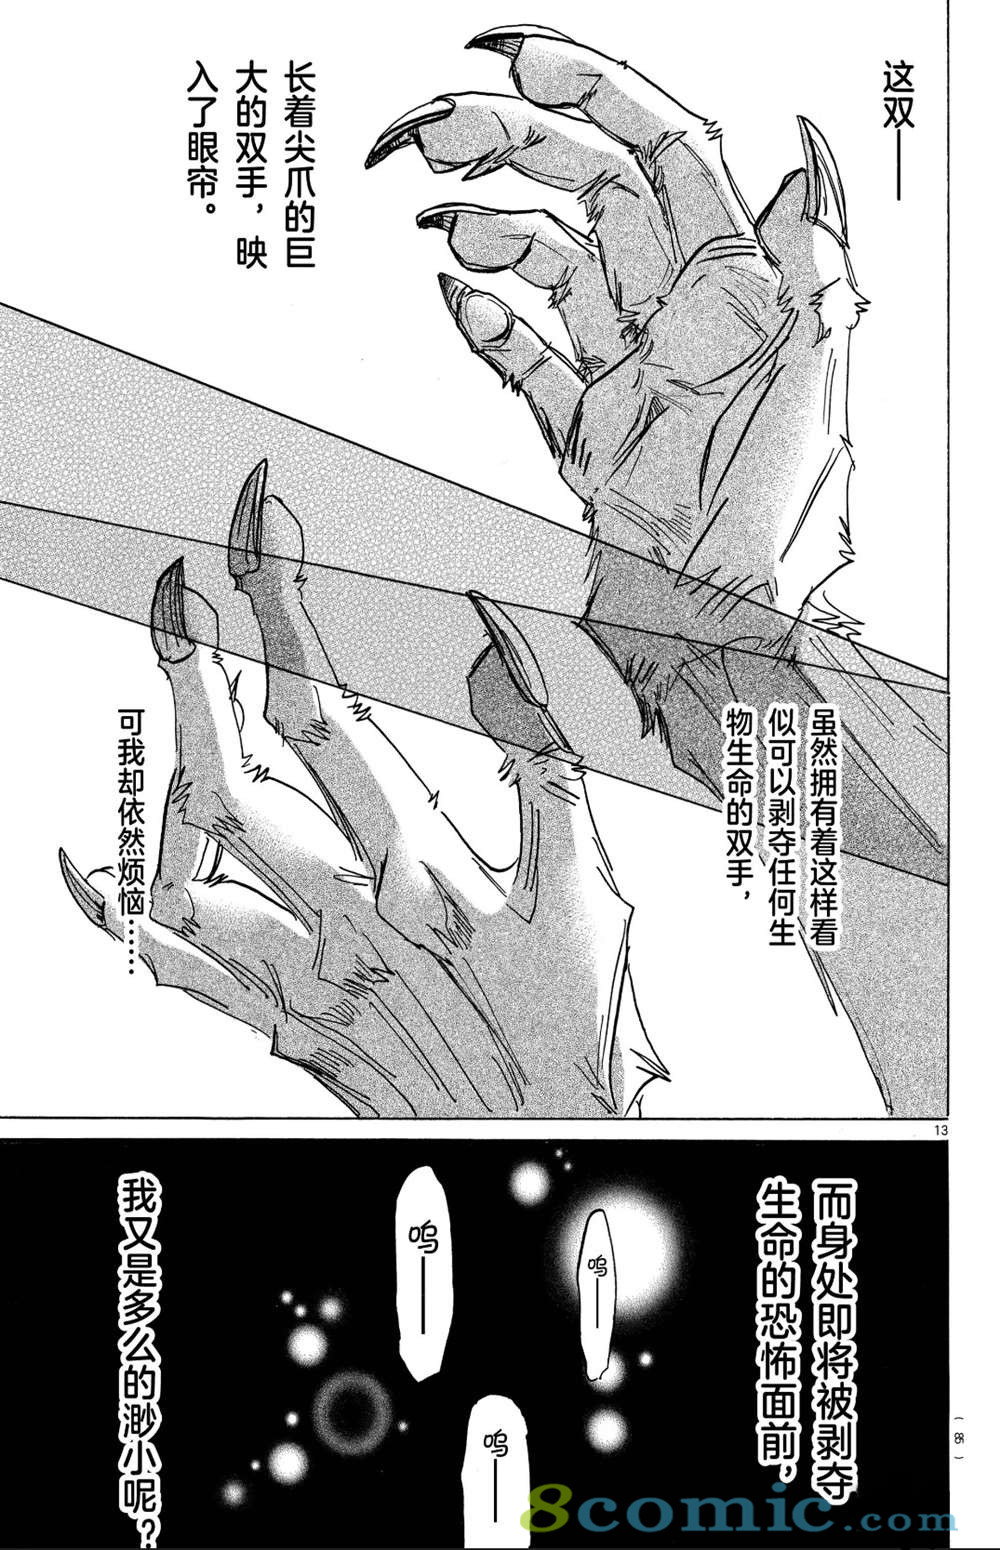 这双——
长着尖爪的巨
大的双手，映
入了眼帘。
虽然拥有着这样看
似可以剥夺任何生
物生命的双手，
可我却依然烦恼……
13
而身处即将被剥夺
生命的恐怖面前，
呜——
呜——
呜
我又是多么的渺小呢？
8comic.com